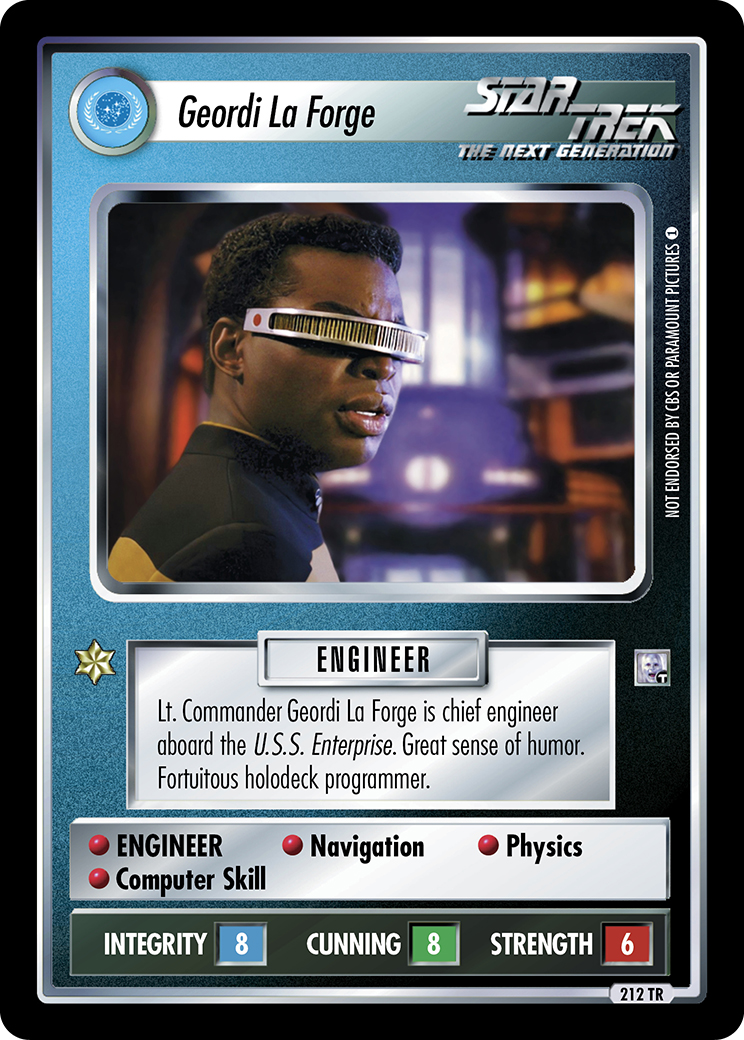 Geordi La Forge
STAR
TREK
THE NEXT GENERATION
NOT ENDORSED BY CBS OR PARAMOUNT PICTURES
ENGINEER
Lt. Commander Geordi La Forge is chief engineer
aboard the U.S.S. Enterprise. Great sense of humor.
Fortuitous holodeck programmer.
ENGINEER Navigation Physics
Computer Skill
INTEGRITY 8 CUNNING 8 STRENGTH 6
212 TR